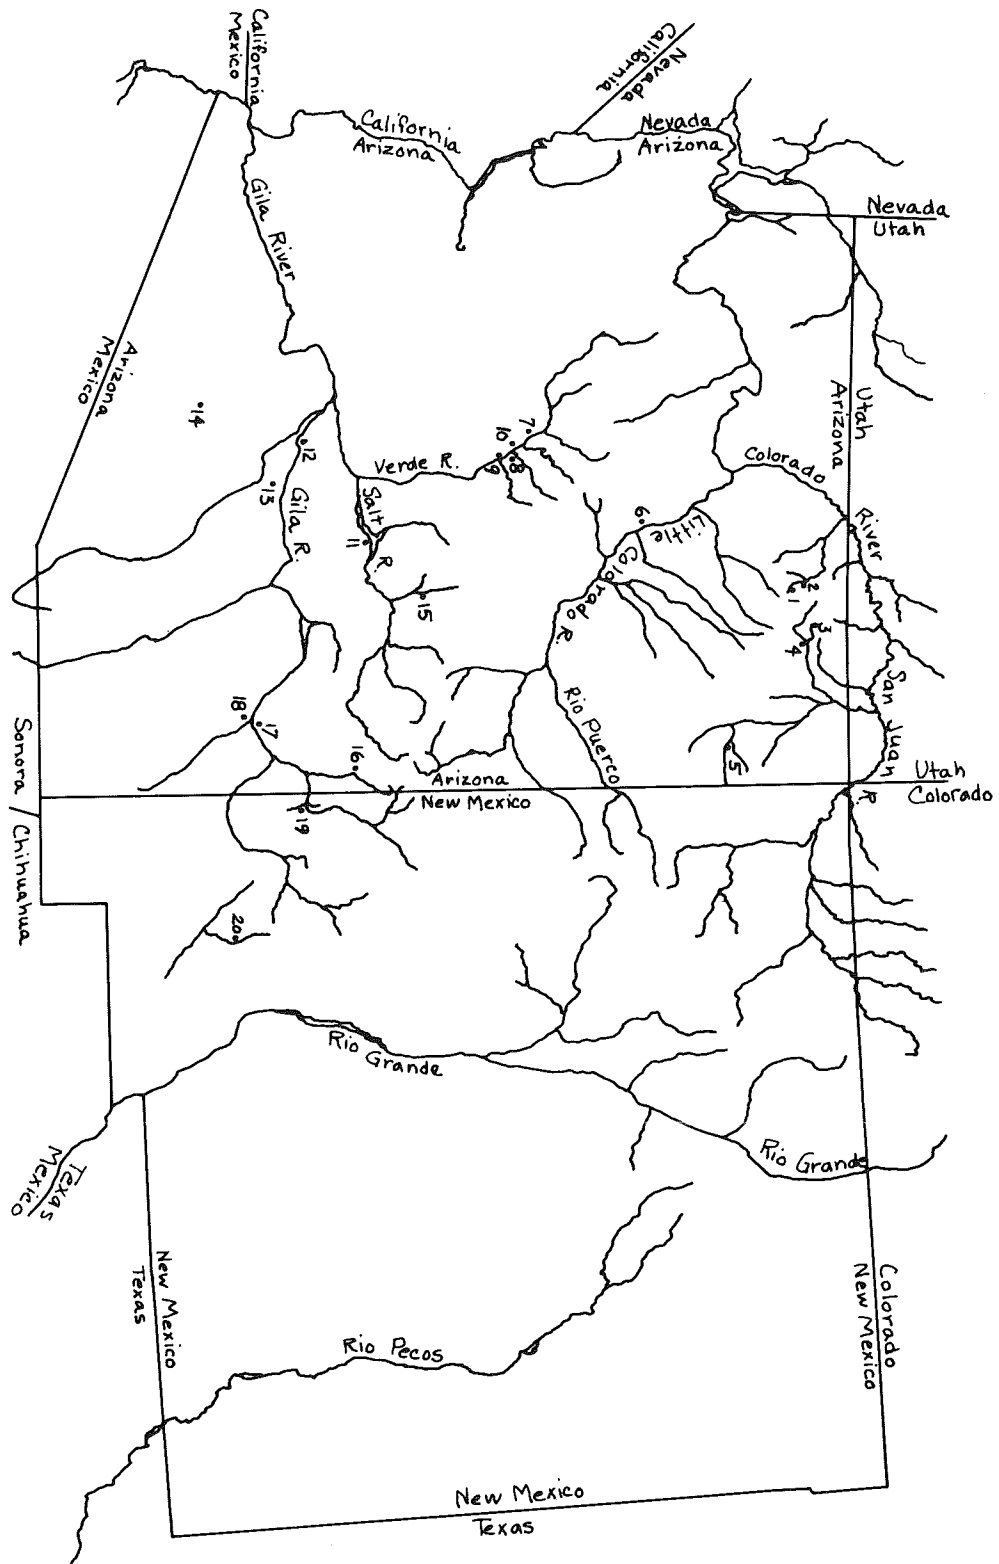 California
Mexico
California
Nevada
California
Arizona
Nevada
Arizona
Nevada
Utah
Gila River
Arizona
Mexico
Utah
Arizona
14
12
13
Gila R.
Verde R.
7
10
8
9
Salt R.
11
15
Colorado
River
6
Little
Colorado R.
2
1
3
4
San Juan R.
Rio Puerco
5
18
17
16
19
20
Arizona
New Mexico
Utah
Colorado
Sonora / Chihuahua
Rio Grande
Rio Grande
Texas
Mexico
New Mexico
Texas
Colorado
New Mexico
Rio Pecos
New Mexico
Texas